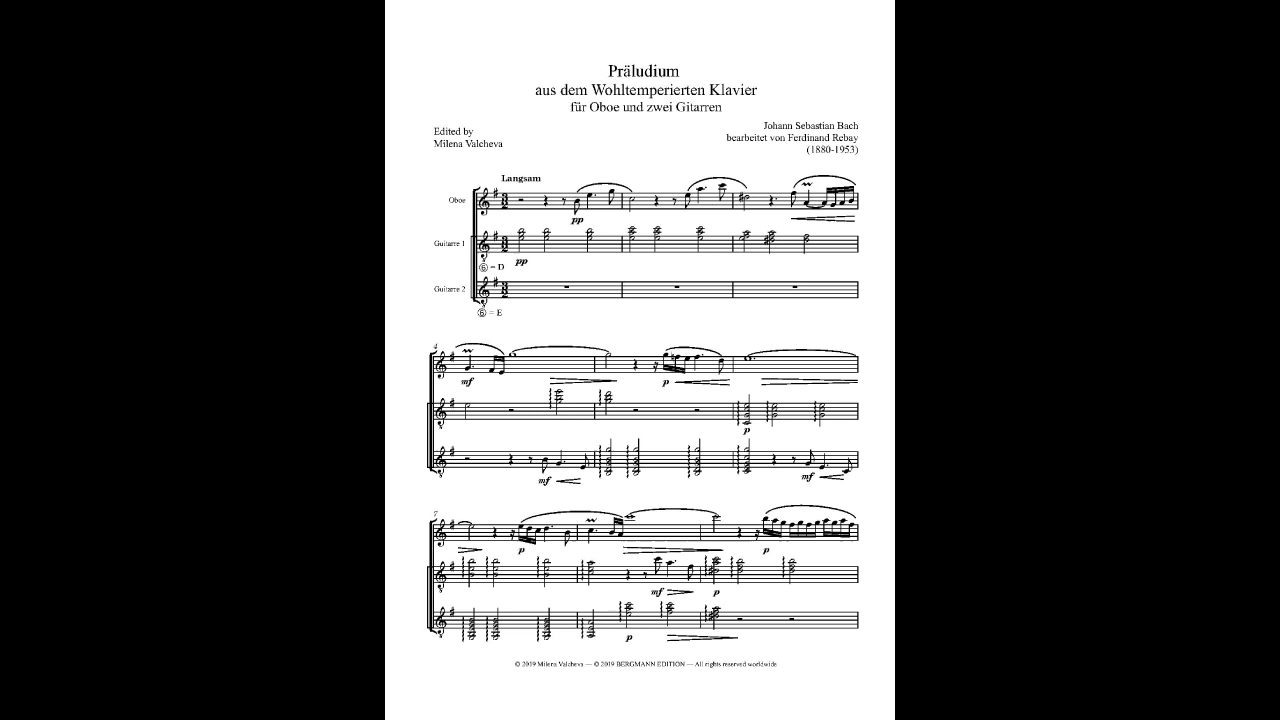 Präludium
aus dem Wohltemperierten Klavier
für Oboe und zwei Gitarren
Edited by
Milena Valcheva
Johann Sebastian Bach
bearbeitet von Ferdinand Rebay
(1880-1953)
Langsam
Oboe
pp
Guitarre 1
pp
⑥ = D
Guitarre 2
⑥ = E
4
mf
p
p
mf
mf
7
p
p
mf
p
p
© 2019 Milena Valcheva — © 2019 BERGMANN EDITION — All rights reserved worldwide